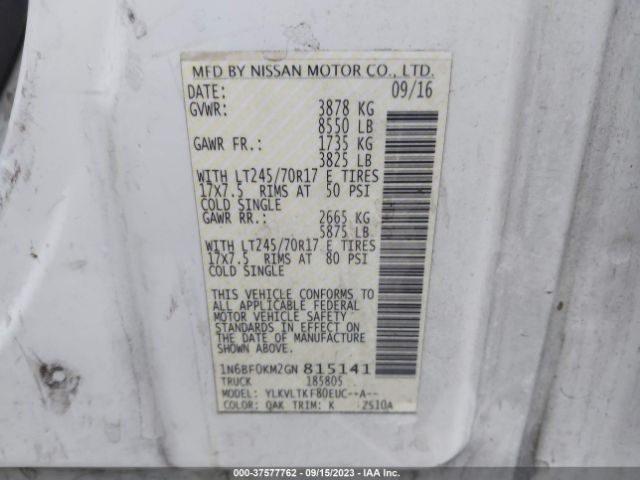 MFD BY NISSAN MOTOR CO., LTD.
DATE: 09/16
GVWR: 3878 KG
8550 LB
GAWR FR.: 1735 KG
3825 LB
WITH LT245/70R17 E TIRES
17X7.5 RIMS AT 50 PSI
COLD SINGLE
GAWR RR.: 2665 KG
5875 LB.
WITH LT245/70R17 E TIRES
17X7.5 RIMS AT 80 PSI
COLD SINGLE
THIS VEHICLE CONFORMS TO
ALL APPLICABLE FEDERAL
MOTOR VEHICLE SAFETY
STANDARDS IN EFFECT ON
THE DATE OF MANUFACTURE
SHOWN ABOVE.
1N6BF0KM2GN 815141
TRUCK 185805
MODEL: YLKVLTKF80EUC--A--
COLOR: QAK TRIM: K ZS10A
000-37577762 - 09/15/2023 - IAA Inc.